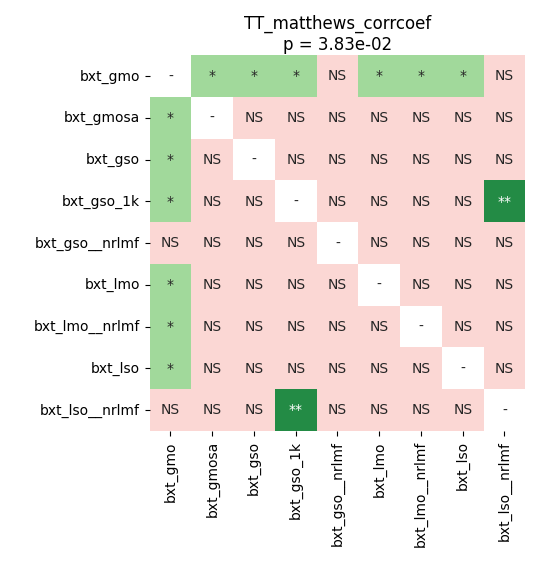 TT_matthews_corrcoef
p = 3.83e-02
bxt_gmo - * * * NS * * * NS
bxt_gmosa * - NS NS NS NS NS NS NS
bxt_gso * NS - NS NS NS NS NS NS
bxt_gso_1k * NS NS - NS NS NS NS **
bxt_gso__nrlmf NS NS NS NS - NS NS NS NS
bxt_lmo * NS NS NS NS - NS NS NS
bxt_lmo__nrlmf * NS NS NS NS NS - NS NS
bxt_lso * NS NS NS NS NS NS - NS
bxt_lso__nrlmf NS NS NS ** NS NS NS NS -
bxt_gmo
bxt_gmosa
bxt_gso
bxt_gso_1k
bxt_gso__nrlmf
bxt_lmo
bxt_lmo__nrlmf
bxt_lso
bxt_lso__nrlmf